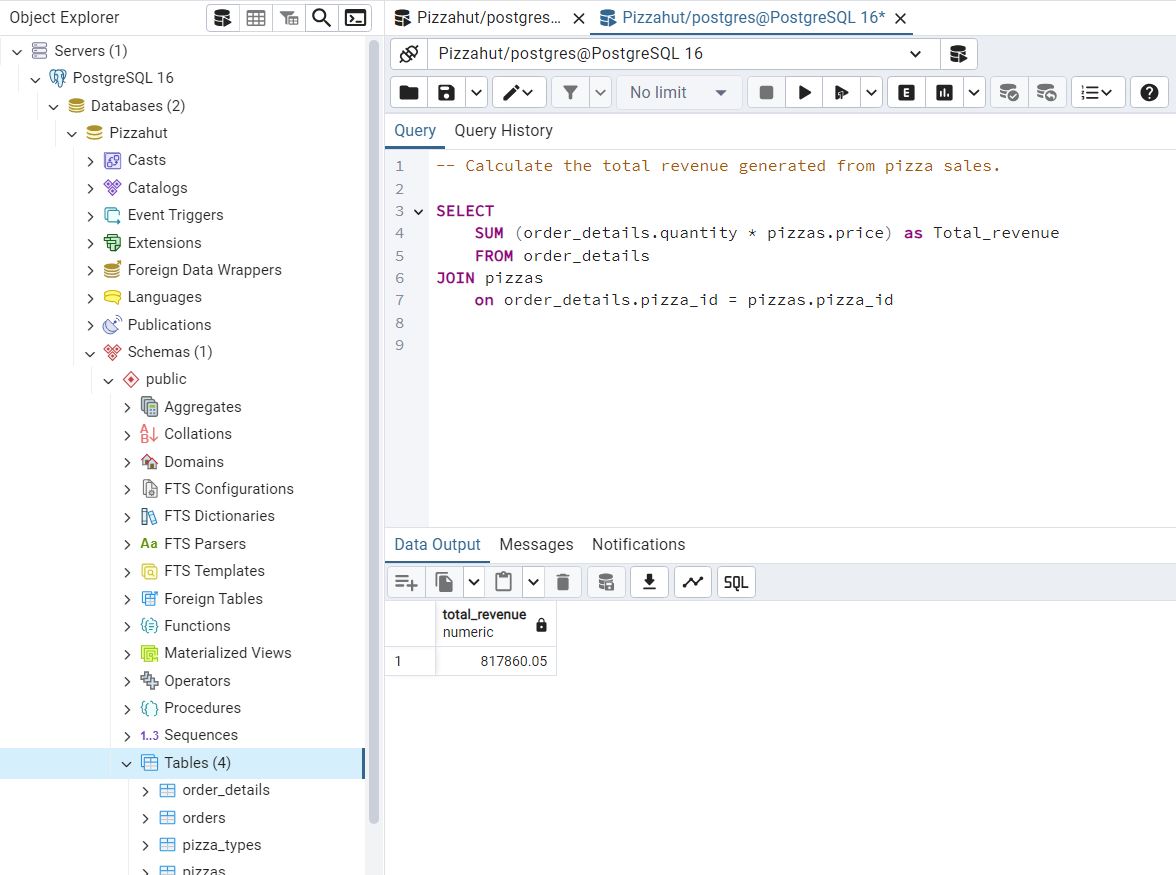 Object Explorer
Servers (1)
PostgreSQL 16
Databases (2)
Pizzahut
Casts
Catalogs
Event Triggers
Extensions
Foreign Data Wrappers
Languages
Publications
Schemas (1)
public
Aggregates
Collations
Domains
FTS Configurations
FTS Dictionaries
Aa FTS Parsers
FTS Templates
Foreign Tables
Functions
Materialized Views
Operators
Procedures
1..3 Sequences
Tables (4)
order_details
orders
pizza_types
pizzas
Pizzahut/postgres... Pizzahut/postgres@PostgreSQL 16*
Pizzahut/postgres@PostgreSQL 16
No limit E
Query Query History
1 -- Calculate the total revenue generated from pizza sales.
2
3 SELECT
4 SUM (order_details.quantity * pizzas.price) as Total_revenue
5 FROM order_details
6 JOIN pizzas
7 on order_details.pizza_id = pizzas.pizza_id
8
9
Data Output Messages Notifications
SQL
total_revenue
numeric
1 817860.05